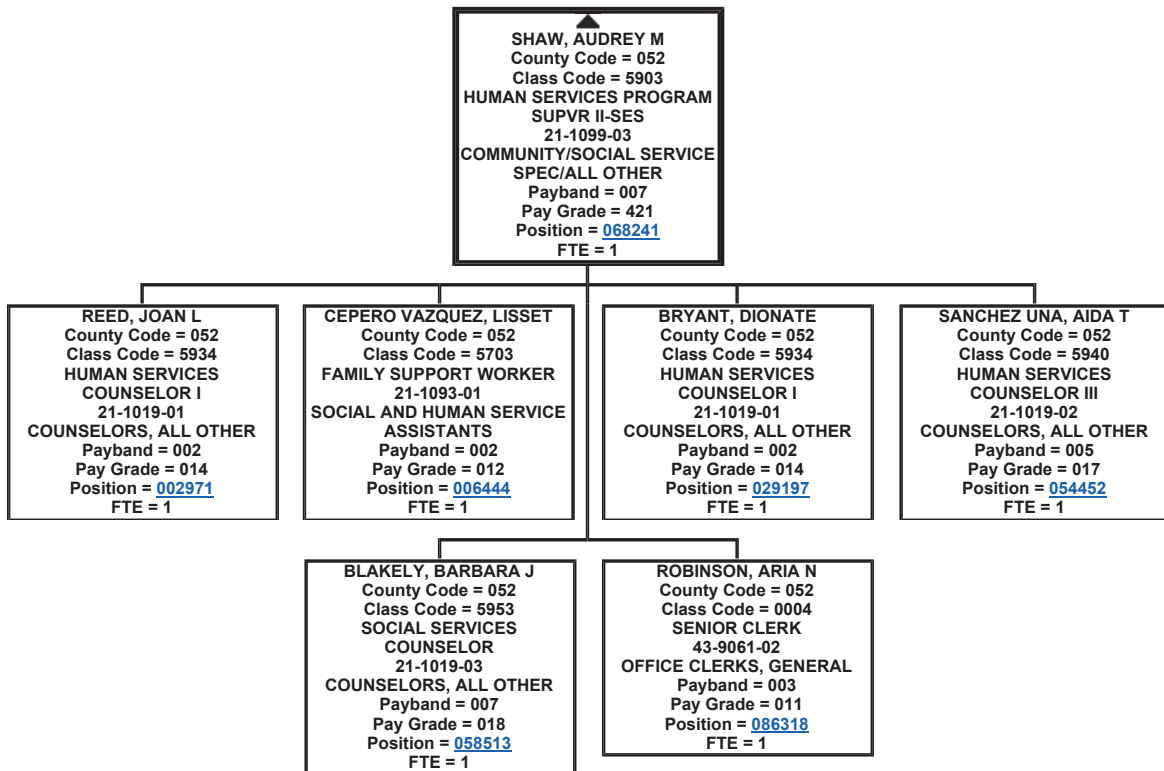 SHAW, AUDREY M
County Code = 052
Class Code = 5903
HUMAN SERVICES PROGRAM
SUPVR II-SES
21-1099-03
COMMUNITY/SOCIAL SERVICE
SPEC/ALL OTHER
Payband = 007
Pay Grade = 421
Position = 068241
FTE = 1
REED, JOAN L
County Code = 052
Class Code = 5934
HUMAN SERVICES
COUNSELOR I
21-1019-01
COUNSELORS, ALL OTHER
Payband = 002
Pay Grade = 014
Position = 002971
FTE = 1
CEPERO VAZQUEZ, LISSET
County Code = 052
Class Code = 5703
FAMILY SUPPORT WORKER
21-1093-01
SOCIAL AND HUMAN SERVICE
ASSISTANTS
Payband = 002
Pay Grade = 012
Position = 006444
FTE = 1
BRYANT, DIONATE
County Code = 052
Class Code = 5934
HUMAN SERVICES
COUNSELOR I
21-1019-01
COUNSELORS, ALL OTHER
Payband = 002
Pay Grade = 014
Position = 029197
FTE = 1
SANCHEZ UNA, AIDA T
County Code = 052
Class Code = 5940
HUMAN SERVICES
COUNSELOR III
21-1019-02
COUNSELORS, ALL OTHER
Payband = 005
Pay Grade = 017
Position = 054452
FTE = 1
BLAKELY, BARBARA J
County Code = 052
Class Code = 5953
SOCIAL SERVICES
COUNSELOR
21-1019-03
COUNSELORS, ALL OTHER
Payband = 007
Pay Grade = 018
Position = 058513
FTE = 1
ROBINSON, ARIA N
County Code = 052
Class Code = 0004
SENIOR CLERK
43-9061-02
OFFICE CLERKS, GENERAL
Payband = 003
Pay Grade = 011
Position = 086318
FTE = 1